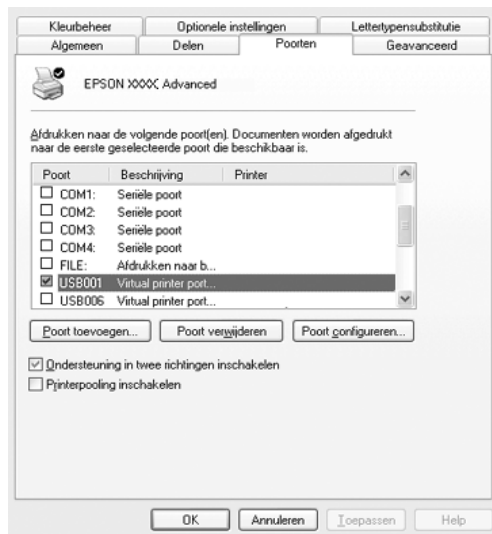 Kleurbeheer Optionele instellingen Lettertypensubstitutie
Algemeen Delen Poorten Geavanceerd
EPSON XXXX Advanced
Afdrukken naar de volgende poort(en). Documenten worden afgedrukt
naar de eerste geselecteerde poort die beschikbaar is.
Poort Beschrijving Printer
COM1: Seriële poort
COM2: Seriële poort
COM3: Seriële poort
COM4: Seriële poort
FILE: Afdrukken naar b...
USB001 Virtual printer port...
USB006 Virtual printer port...
Poort toevoegen... Poort verwijderen Poort configureren...
Ondersteuning in twee richtingen inschakelen
Printerpooling inschakelen
OK Annuleren Toepassen Help